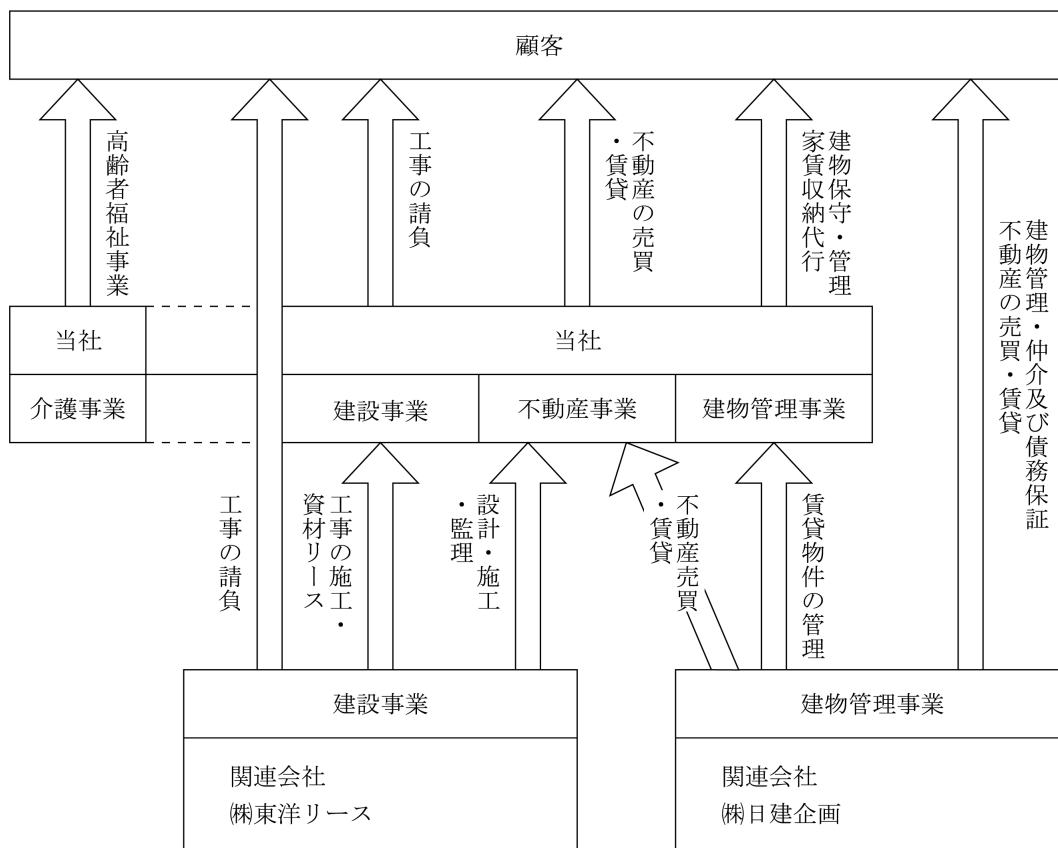 顧客
高齢者福祉事業
工事の請負
不動産の売買
・賃貸
建物保守・管理
家賃収納代行
建物管理・仲介及び債務保証
不動産の売買・賃貸
当社
当社
介護事業
建設事業
不動産事業
建物管理事業
工事の請負
工事の施工・
資材リース
設計・施工
・監理
不動産売買
・賃貸
賃貸物件の管理
建設事業
建物管理事業
関連会社
㈱東洋リース
関連会社
㈱日建企画